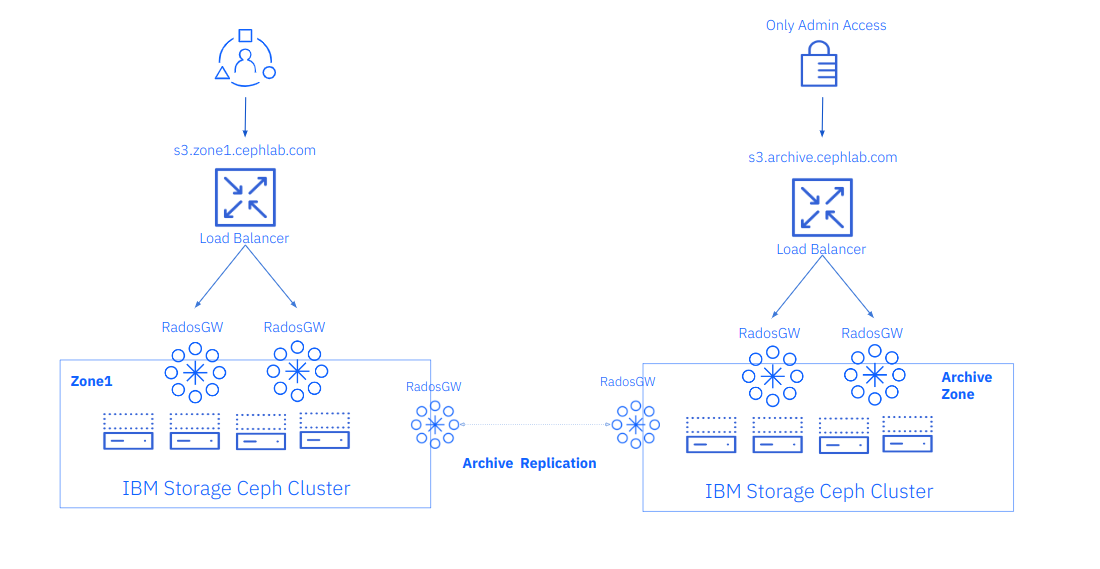 Only Admin Access
s3.zone1.cephlab.com
s3.archive.cephlab.com
Load Balancer
Load Balancer
RadosGW
RadosGW
RadosGW
RadosGW
Zone1
RadosGW
RadosGW
Archive
Zone
Archive Replication
IBM Storage Ceph Cluster
IBM Storage Ceph Cluster